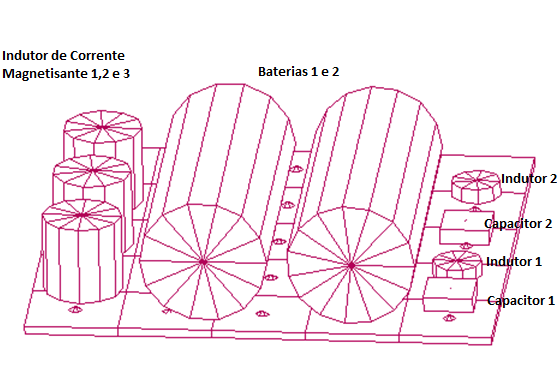 Indutor de Corrente
Magnetisante 1,2 e 3
Baterias 1 e 2
Indutor 2
Capacitor 2
Indutor 1
Capacitor 1